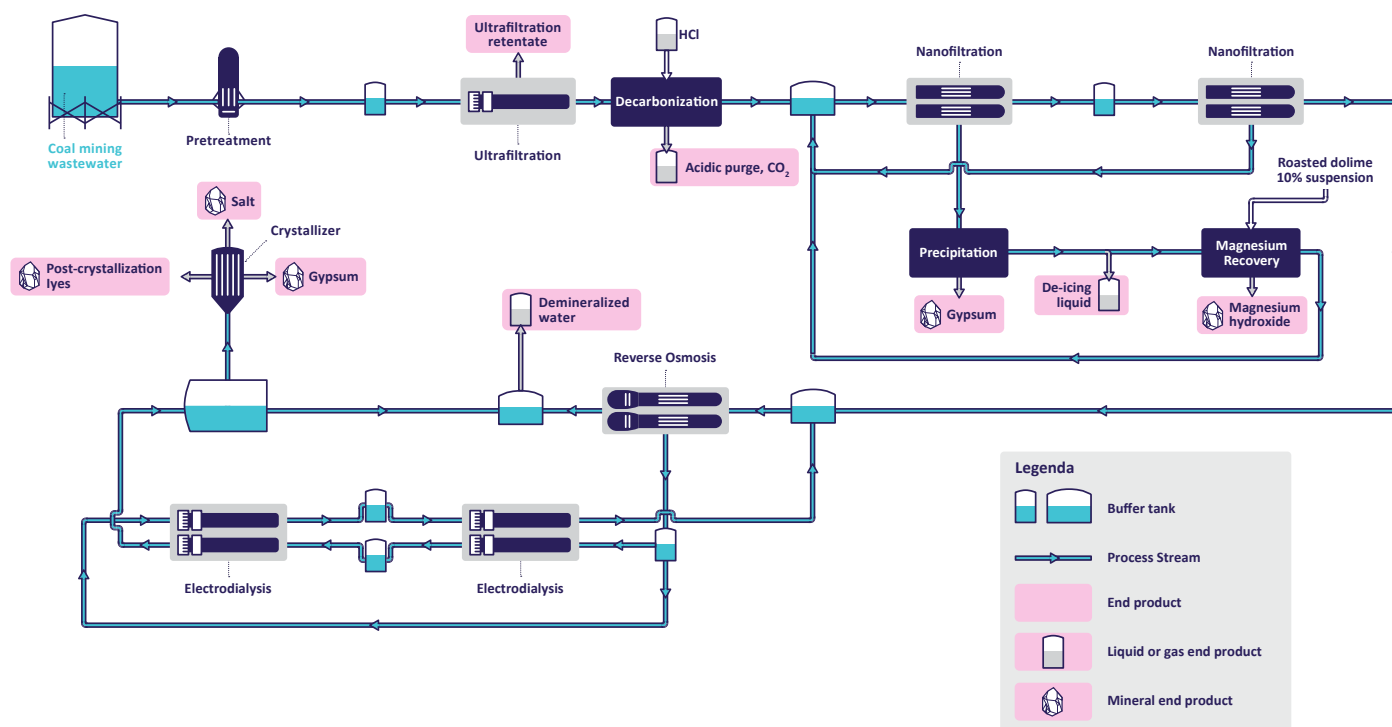 Coal mining
wastewater
Pretreatment
Ultrafiltration
retentate
Ultrafiltration
HCl
Decarbonization
Acidic purge, CO₂
Nanofiltration
Nanofiltration
Roasted dolime
10% suspension
Precipitation
Gypsum
De-icing
liquid
Magnesium
Recovery
Magnesium
hydroxide
Salt
Crystallizer
Post-crystallization
lyes
Gypsum
Demineralized
water
Reverse Osmosis
Electrodialysis
Electrodialysis
Legenda
Buffer tank
Process Stream
End product
Liquid or gas end product
Mineral end product